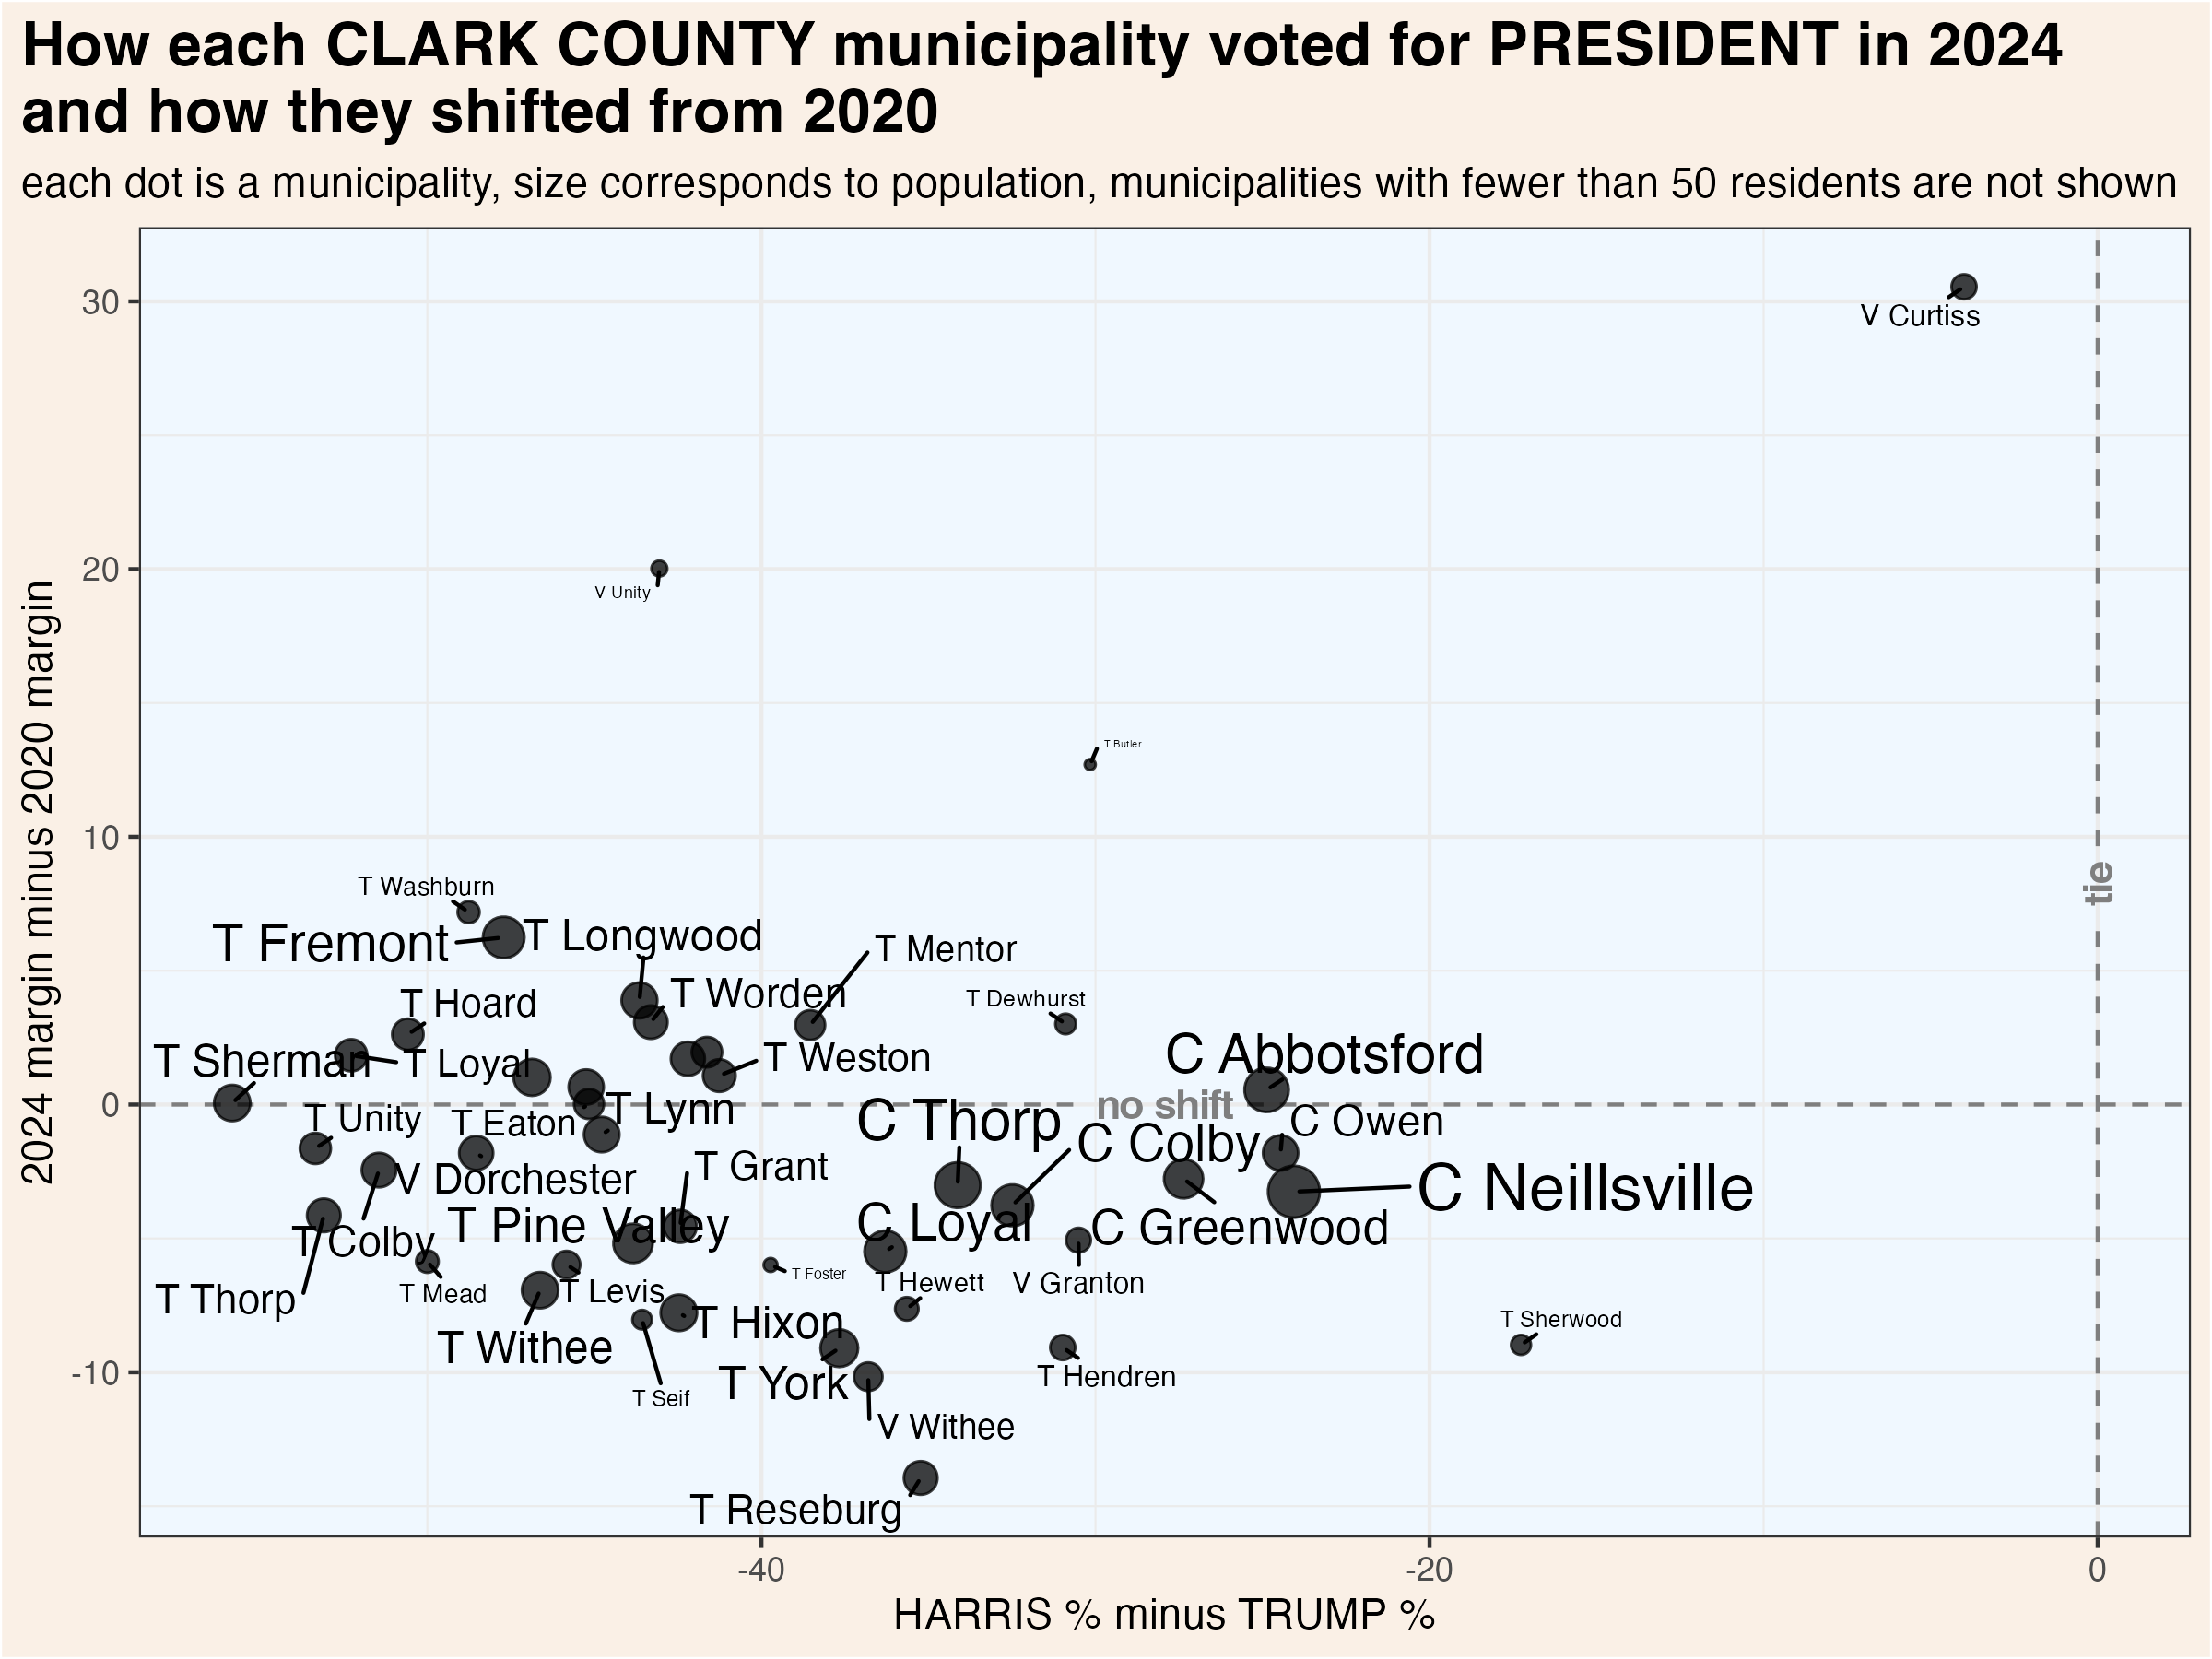 How each CLARK COUNTY municipality voted for PRESIDENT in 2024
and how they shifted from 2020
each dot is a municipality, size corresponds to population, municipalities with fewer than 50 residents are not shown
2024 margin minus 2020 margin
30
20
10
0
-10
V Curtiss
V Unity
T Butler
tie
T Washburn
T Fremont
T Longwood
T Mentor
T Worden
T Hoard
T Dewhurst
T Sherman
T Loyal
T Weston
C Abbotsford
no shift
T Unity
T Eaton
T Lynn
C Thorp
C Owen
C Colby
V Dorchester
T Grant
C Neillsville
T Colby
T Pine Valley
C Loyal
C Greenwood
T Thorp
T Mead
T Levis
T Foster
T Hewett
V Granton
T Withee
T Hixon
T Sherwood
T Seif
T York
T Hendren
V Withee
T Reseburg
-40
-20
0
HARRIS % minus TRUMP %